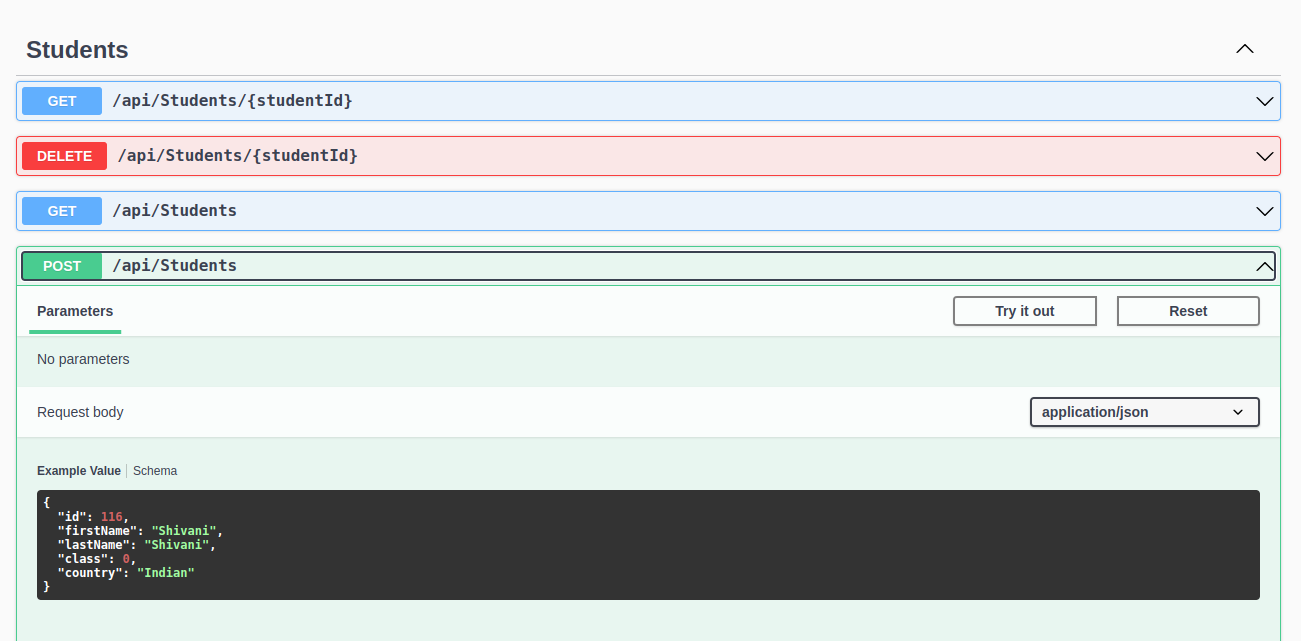 Students
GET /api/Students/{studentId}
DELETE /api/Students/{studentId}
GET /api/Students
POST /api/Students
Parameters Try it out Reset
No parameters
Request body application/json
Example Value Schema
{
  "id": 116,
  "firstName": "Shivani",
  "lastName": "Shivani",
  "class": 0,
  "country": "Indian"
}